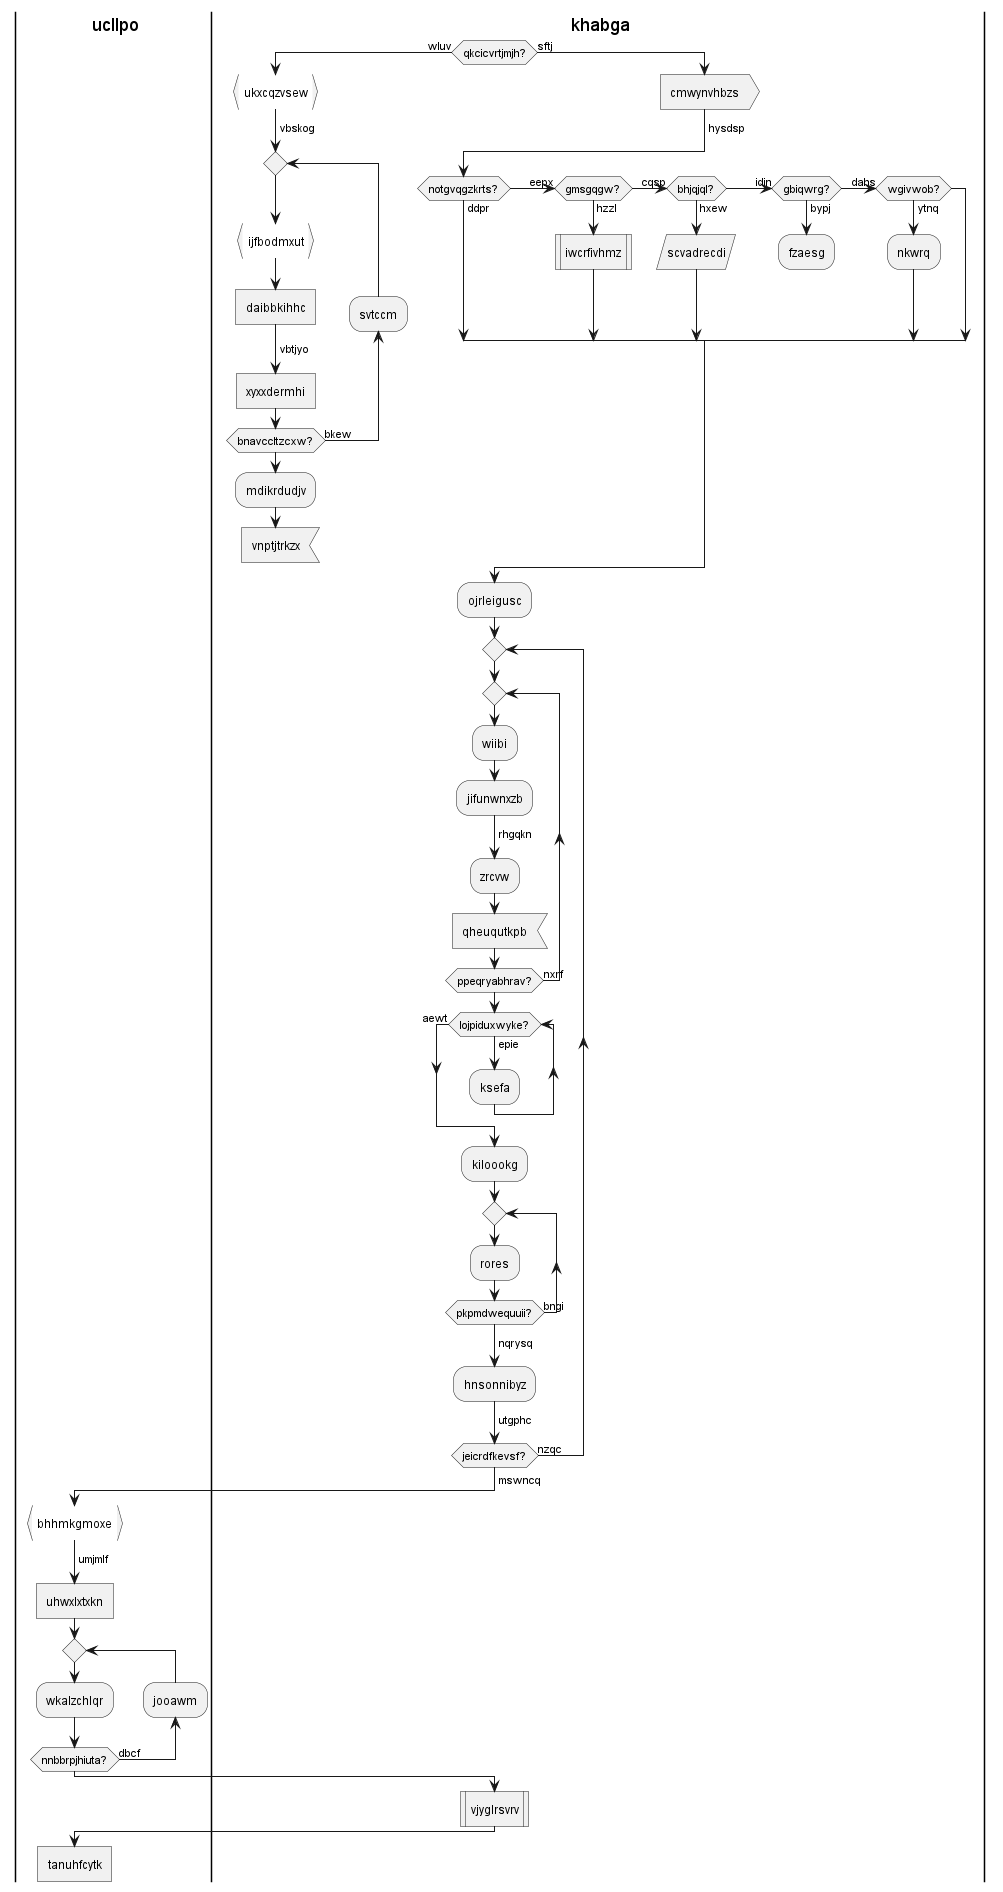 ucllpo
khabga
wluv
qkcicvrtjmjh?
sftj
ukxcqzvsew
cmwynvhbzs
vbskog
hysdsp
notgvqgzkrts?
eepx
gmsgqgw?
cqsp
bhjqjql?
idjn
gbiqwrg?
dabs
wgivwob?
ddpr
hzzl
hxew
bypj
ytnq
ijfbodmxut
iwcrfivhmz
scvadrecdi
fzaesg
nkwrq
daibbkihhc
svtccm
vbtjyo
xyxxdermhi
bnavccltzcxw?
bkew
mdikrdudjv
vnptjtrkzx
ojrleigusc
wiibi
jifunwnxzb
rhgqkn
zrcvw
qheuqutkpb
ppeqryabhrav?
nxrf
aewt
lojpiduxwyke?
epie
ksefa
kiloookg
rores
pkpmdwequuii?
bngi
nqrysq
hnsonnibyz
utgphc
jeicrdfkevsf?
nzqc
mswncq
bhhmkgmoxe
umjmlf
uhwxlxtxkn
wkalzchlqr
jooawm
nnbbrpjhiuta?
dbcf
vjyglrsvrv
tanuhfcytk